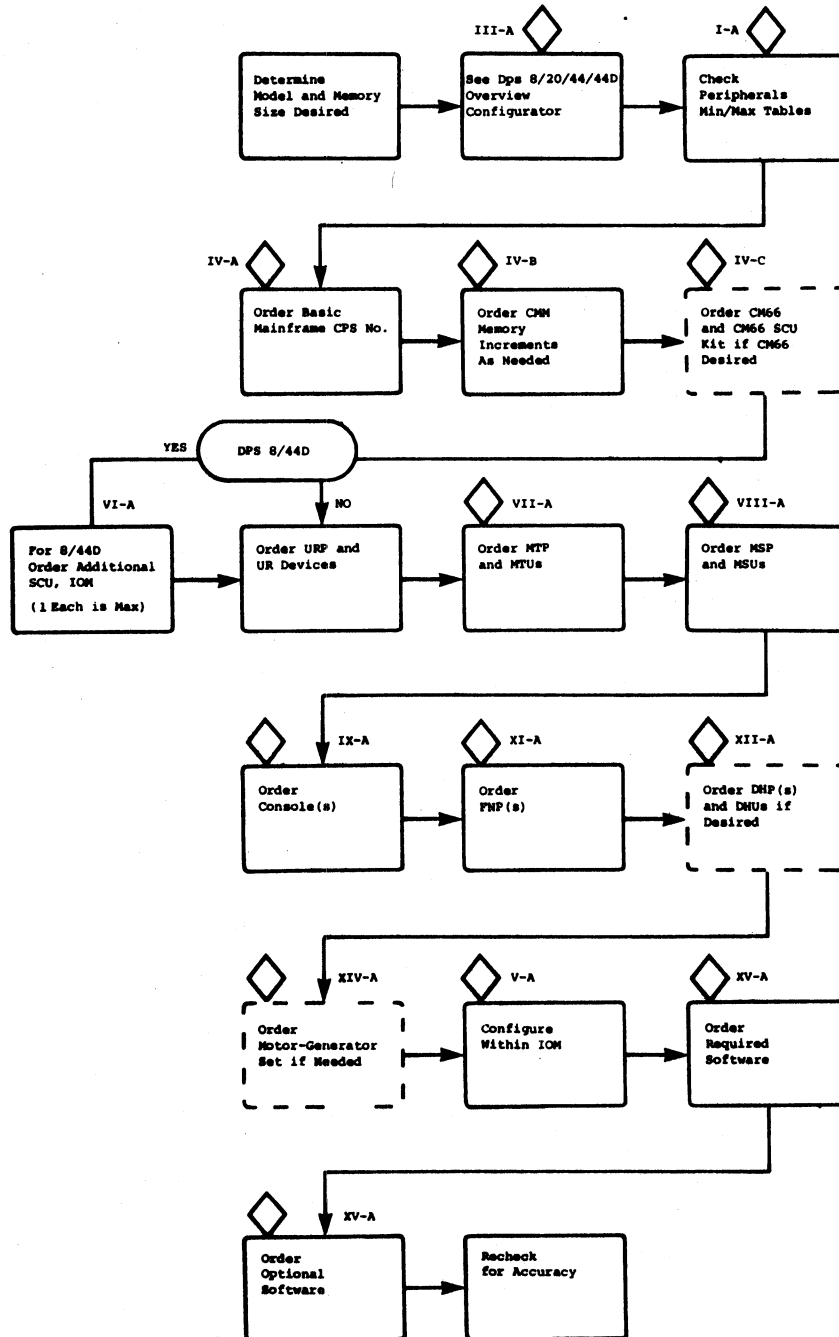 III-A
I-A
Determine
Model and Memory
Size Desired
See Dps 8/20/44/44D
Overview
Configurator
Check
Peripherals
Min/Max Tables
IV-A
IV-B
IV-C
Order Basic
Mainframe CPS No.
Order CMM
Memory
Increments
As Needed
Order CM66
and CM66 SCU
Kit if CM66
Desired
YES
DPS 8/44D
NO
VI-A
VII-A
VIII-A
For 8/44D
Order Additional
SCU, IOM
(1 Each is Max)
Order URP and
UR Devices
Order MTP
and MTUs
Order MSP
and MSUs
IX-A
XI-A
XII-A
Order
Console(s)
Order
FNP(s)
Order DHP(s)
and DHUs if
Desired
XIV-A
V-A
XV-A
Order
Motor-Generator
Set if Needed
Configure
Within IOM
Order
Required
Software
XV-A
Order
Optional
Software
Recheck
for Accuracy